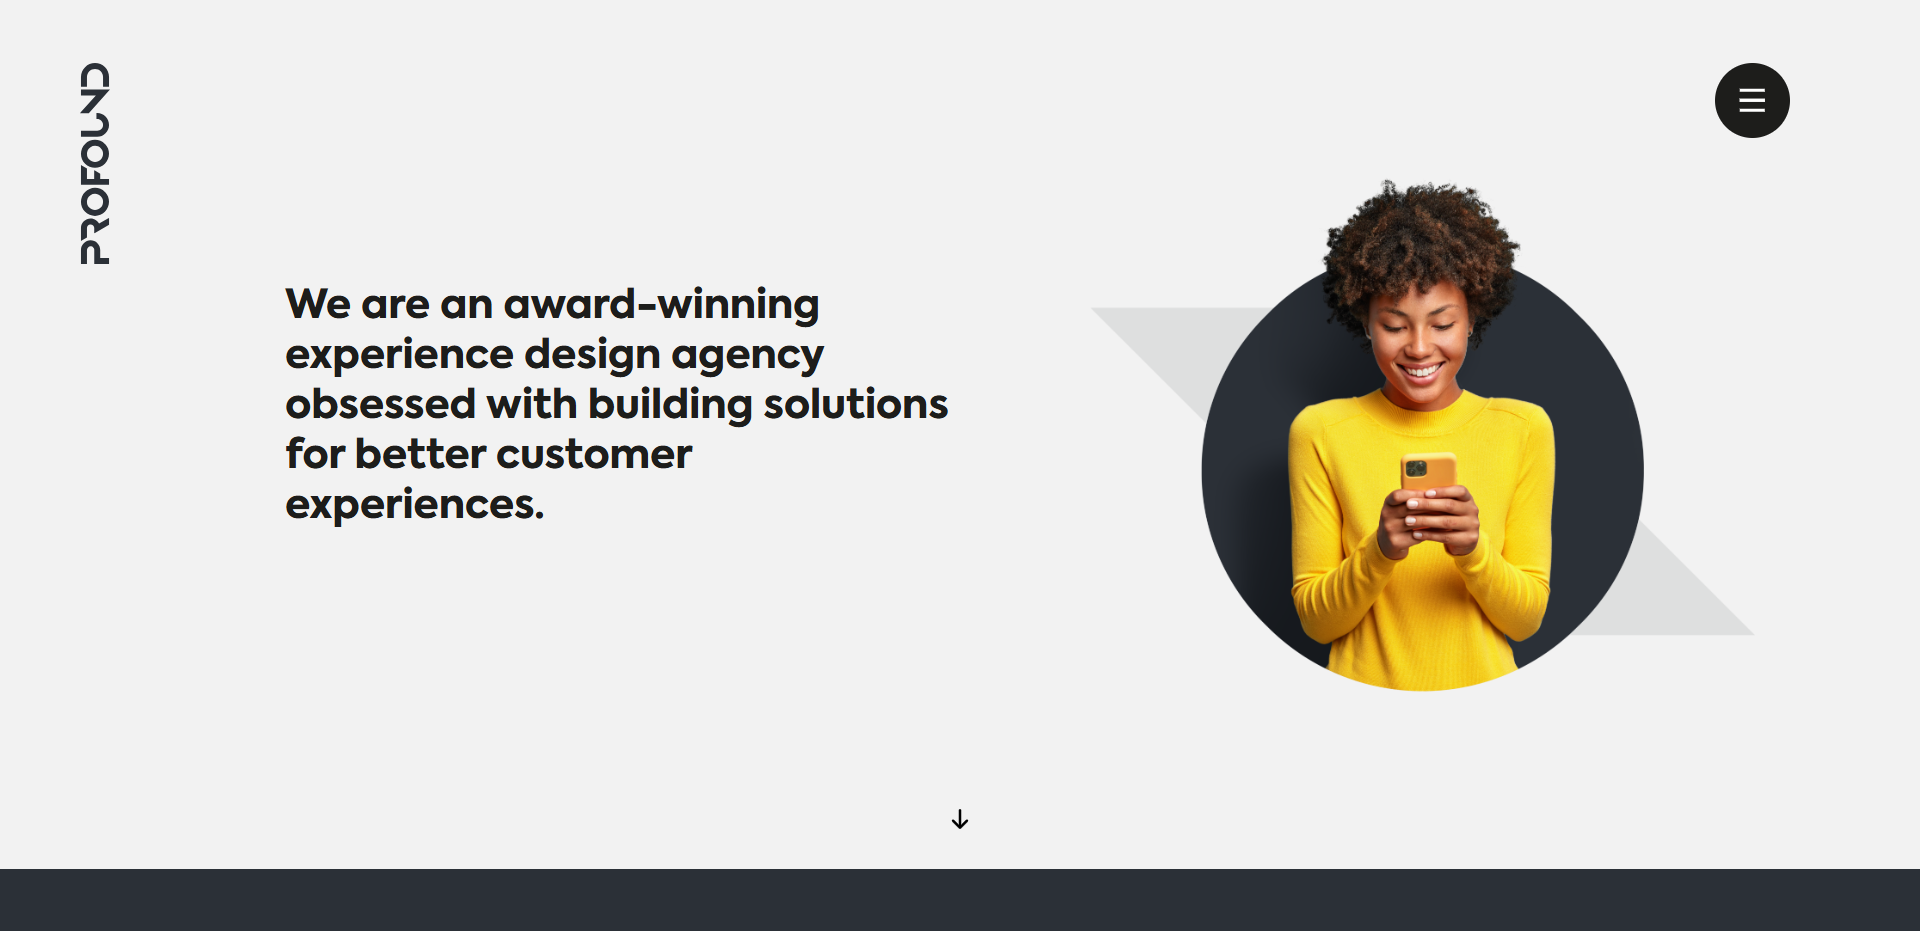 PROFOUND
We are an award-winning
experience design agency
obsessed with building solutions
for better customer
experiences.